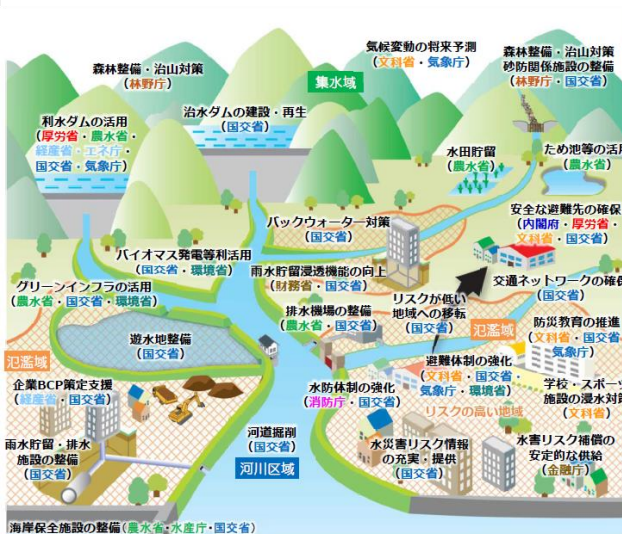 気候変動の将来予測
（文科省・気象庁）
森林整備・治山対策
砂防関係施設の整備
（林野庁・国交省）
森林整備・治山対策
（林野庁）
集水域
利水ダムの活用
（厚労省・農水省・
経産省・エネ庁・
国交省・気象庁）
治水ダムの建設・再生
（国交省）
水田貯留
（農水省）
ため池等の活用
（農水省）
バックウォーター対策
（国交省）
安全な避難先の確保
（内閣府・厚労省・
文科省・国交省）
バイオマス発電等利活用
（国交省・環境省）
雨水貯留浸透機能の向上
（財務省・国交省）
交通ネットワークの確保
（国交省）
グリーンインフラの活用
（農水省・国交省・環境省）
排水機場の整備
（農水省・国交省）
リスクが低い
地域への移転
（国交省）
氾濫域
防災教育の推進
（文科省・国交省・
気象庁）
遊水地整備
（国交省）
氾濫域
避難体制の強化
（文科省・国交省・
気象庁・環境省）
企業BCP策定支援
（経産省・国交省）
水防体制の強化
（消防庁・国交省）
学校・スポーツ
施設の浸水対策
（文科省）
リスクの高い地域
雨水貯留・排水
施設の整備
（国交省）
河道掘削
（国交省）
河川区域
水災害リスク情報
の充実・提供
（国交省）
水害リスク補償の
安定的な供給
（金融庁）
海岸保全施設の整備（農水省・水産庁・国交省）